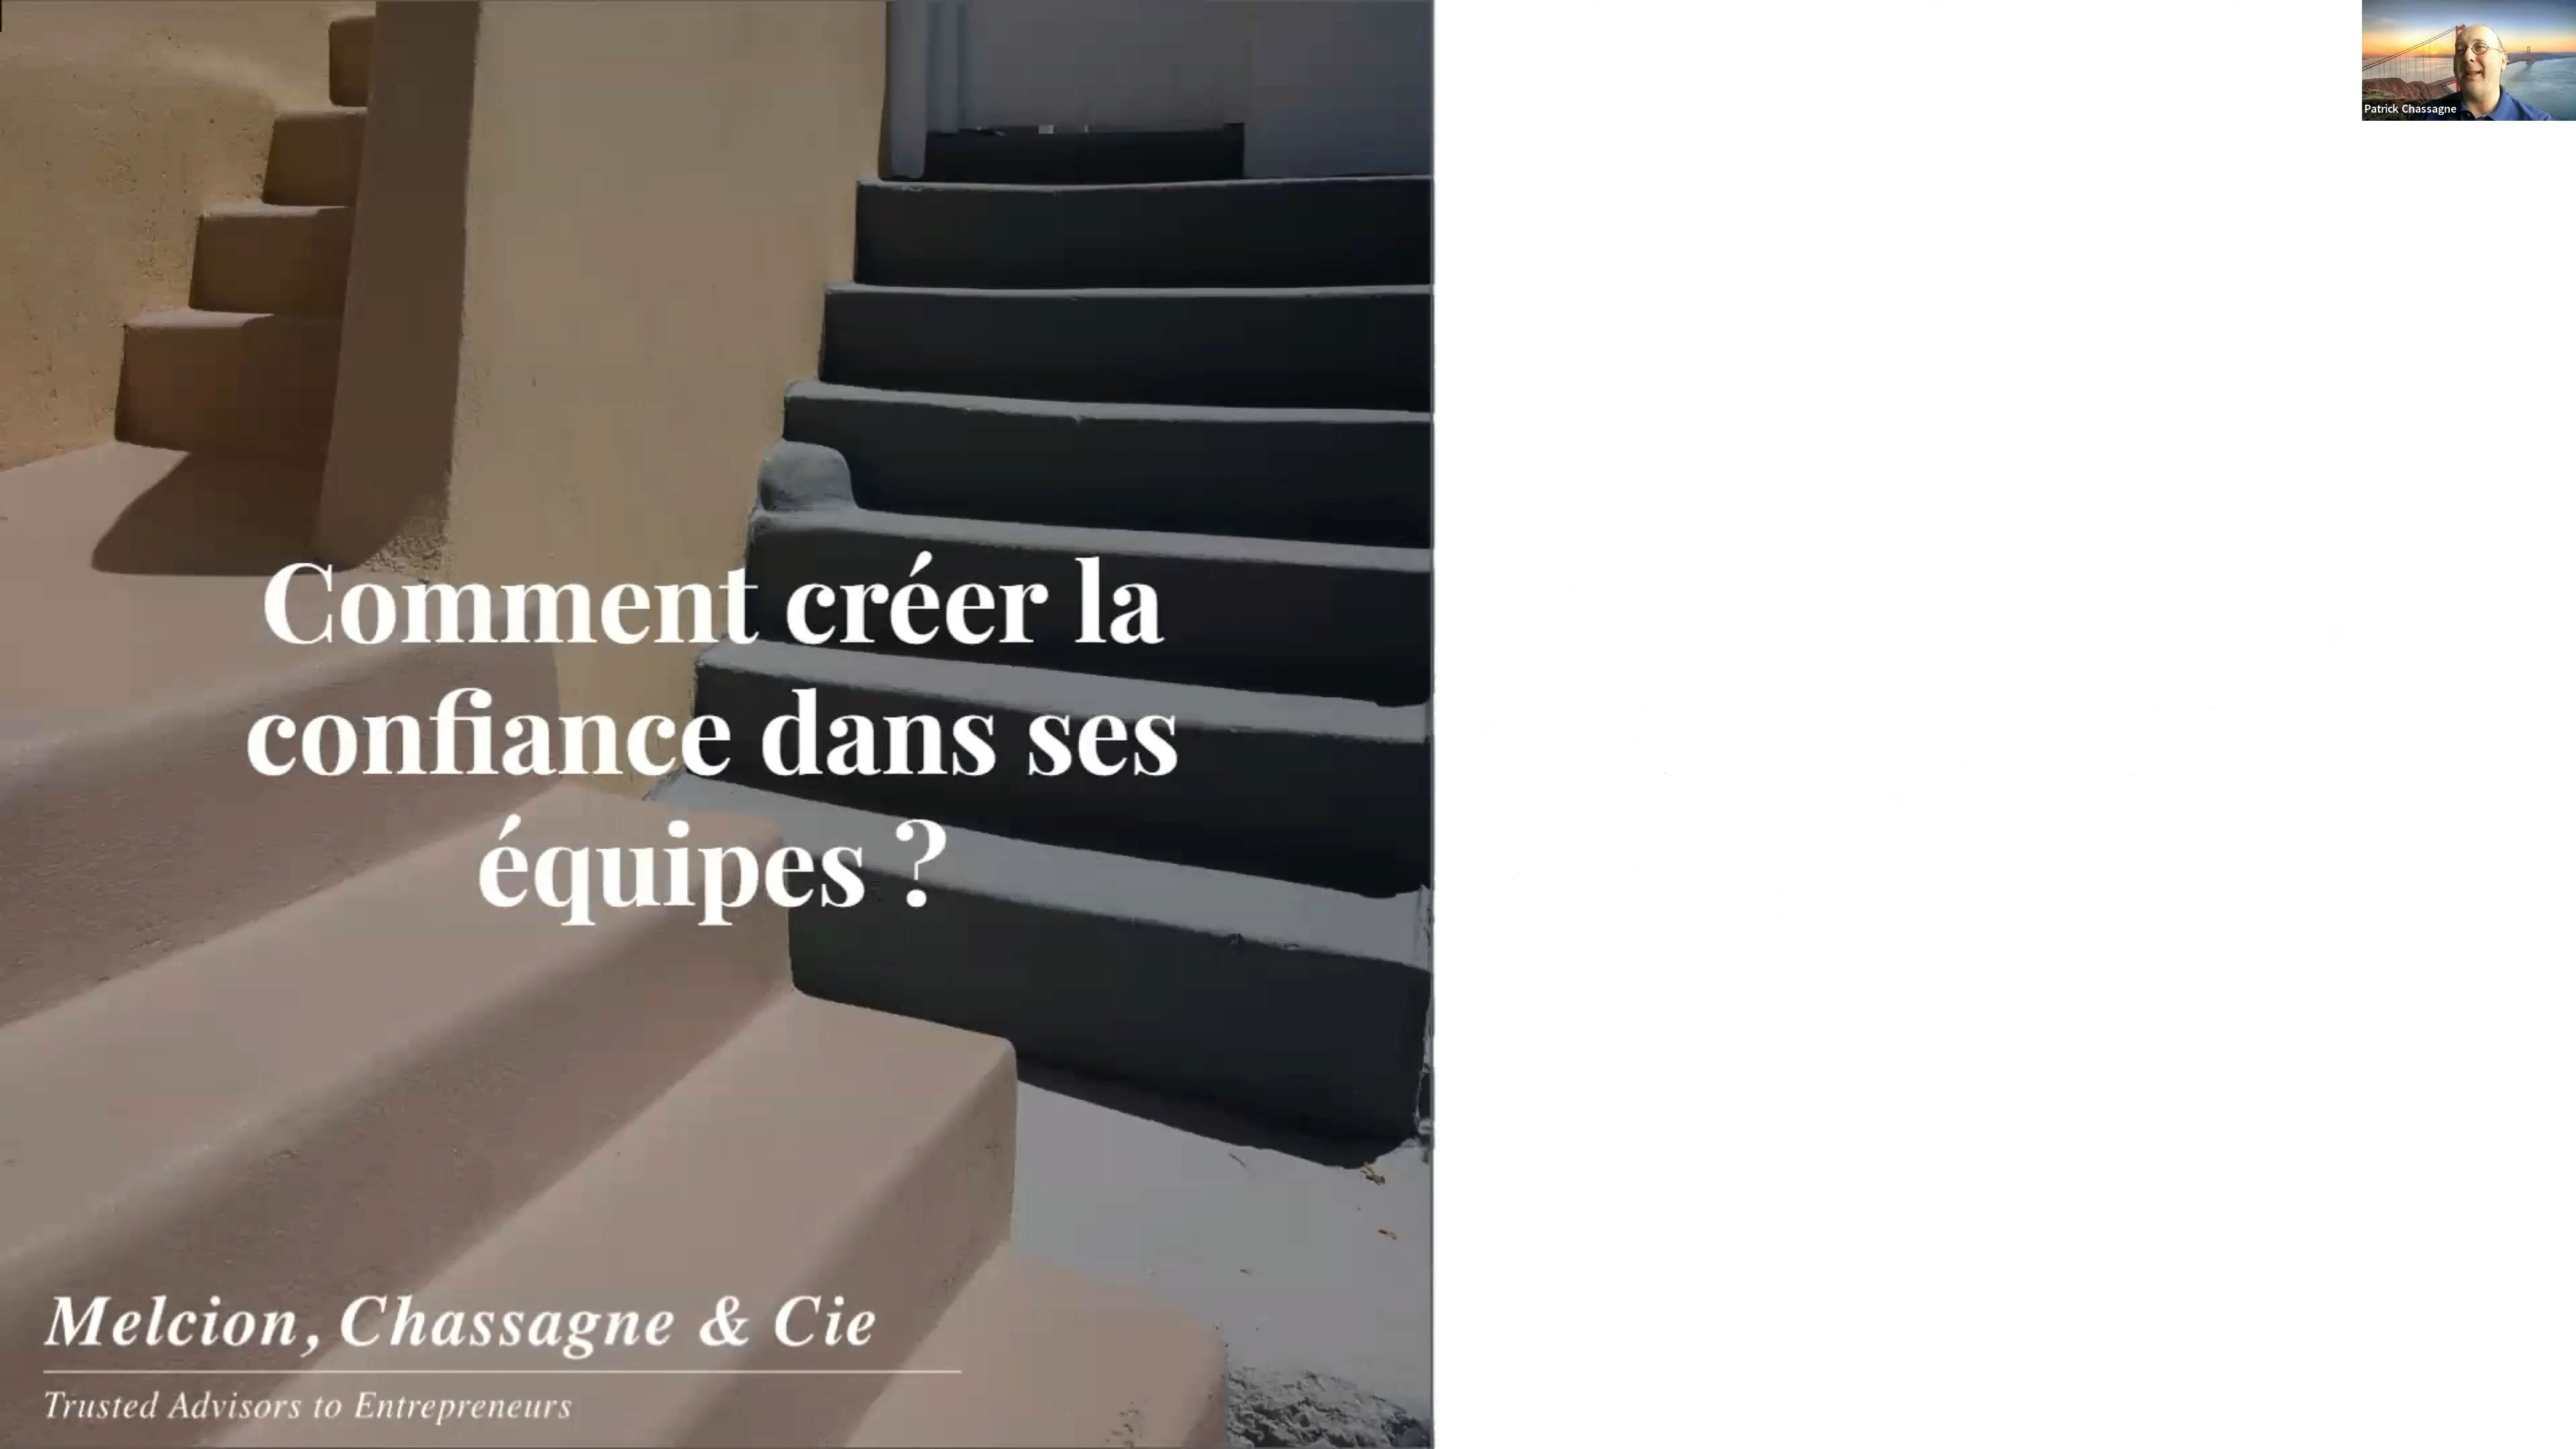 Comment créer la
confiance dans ses
équipes ?
Melcion, Chassagne & Cie
Trusted Advisors to Entrepreneurs
Patrick Chassagne